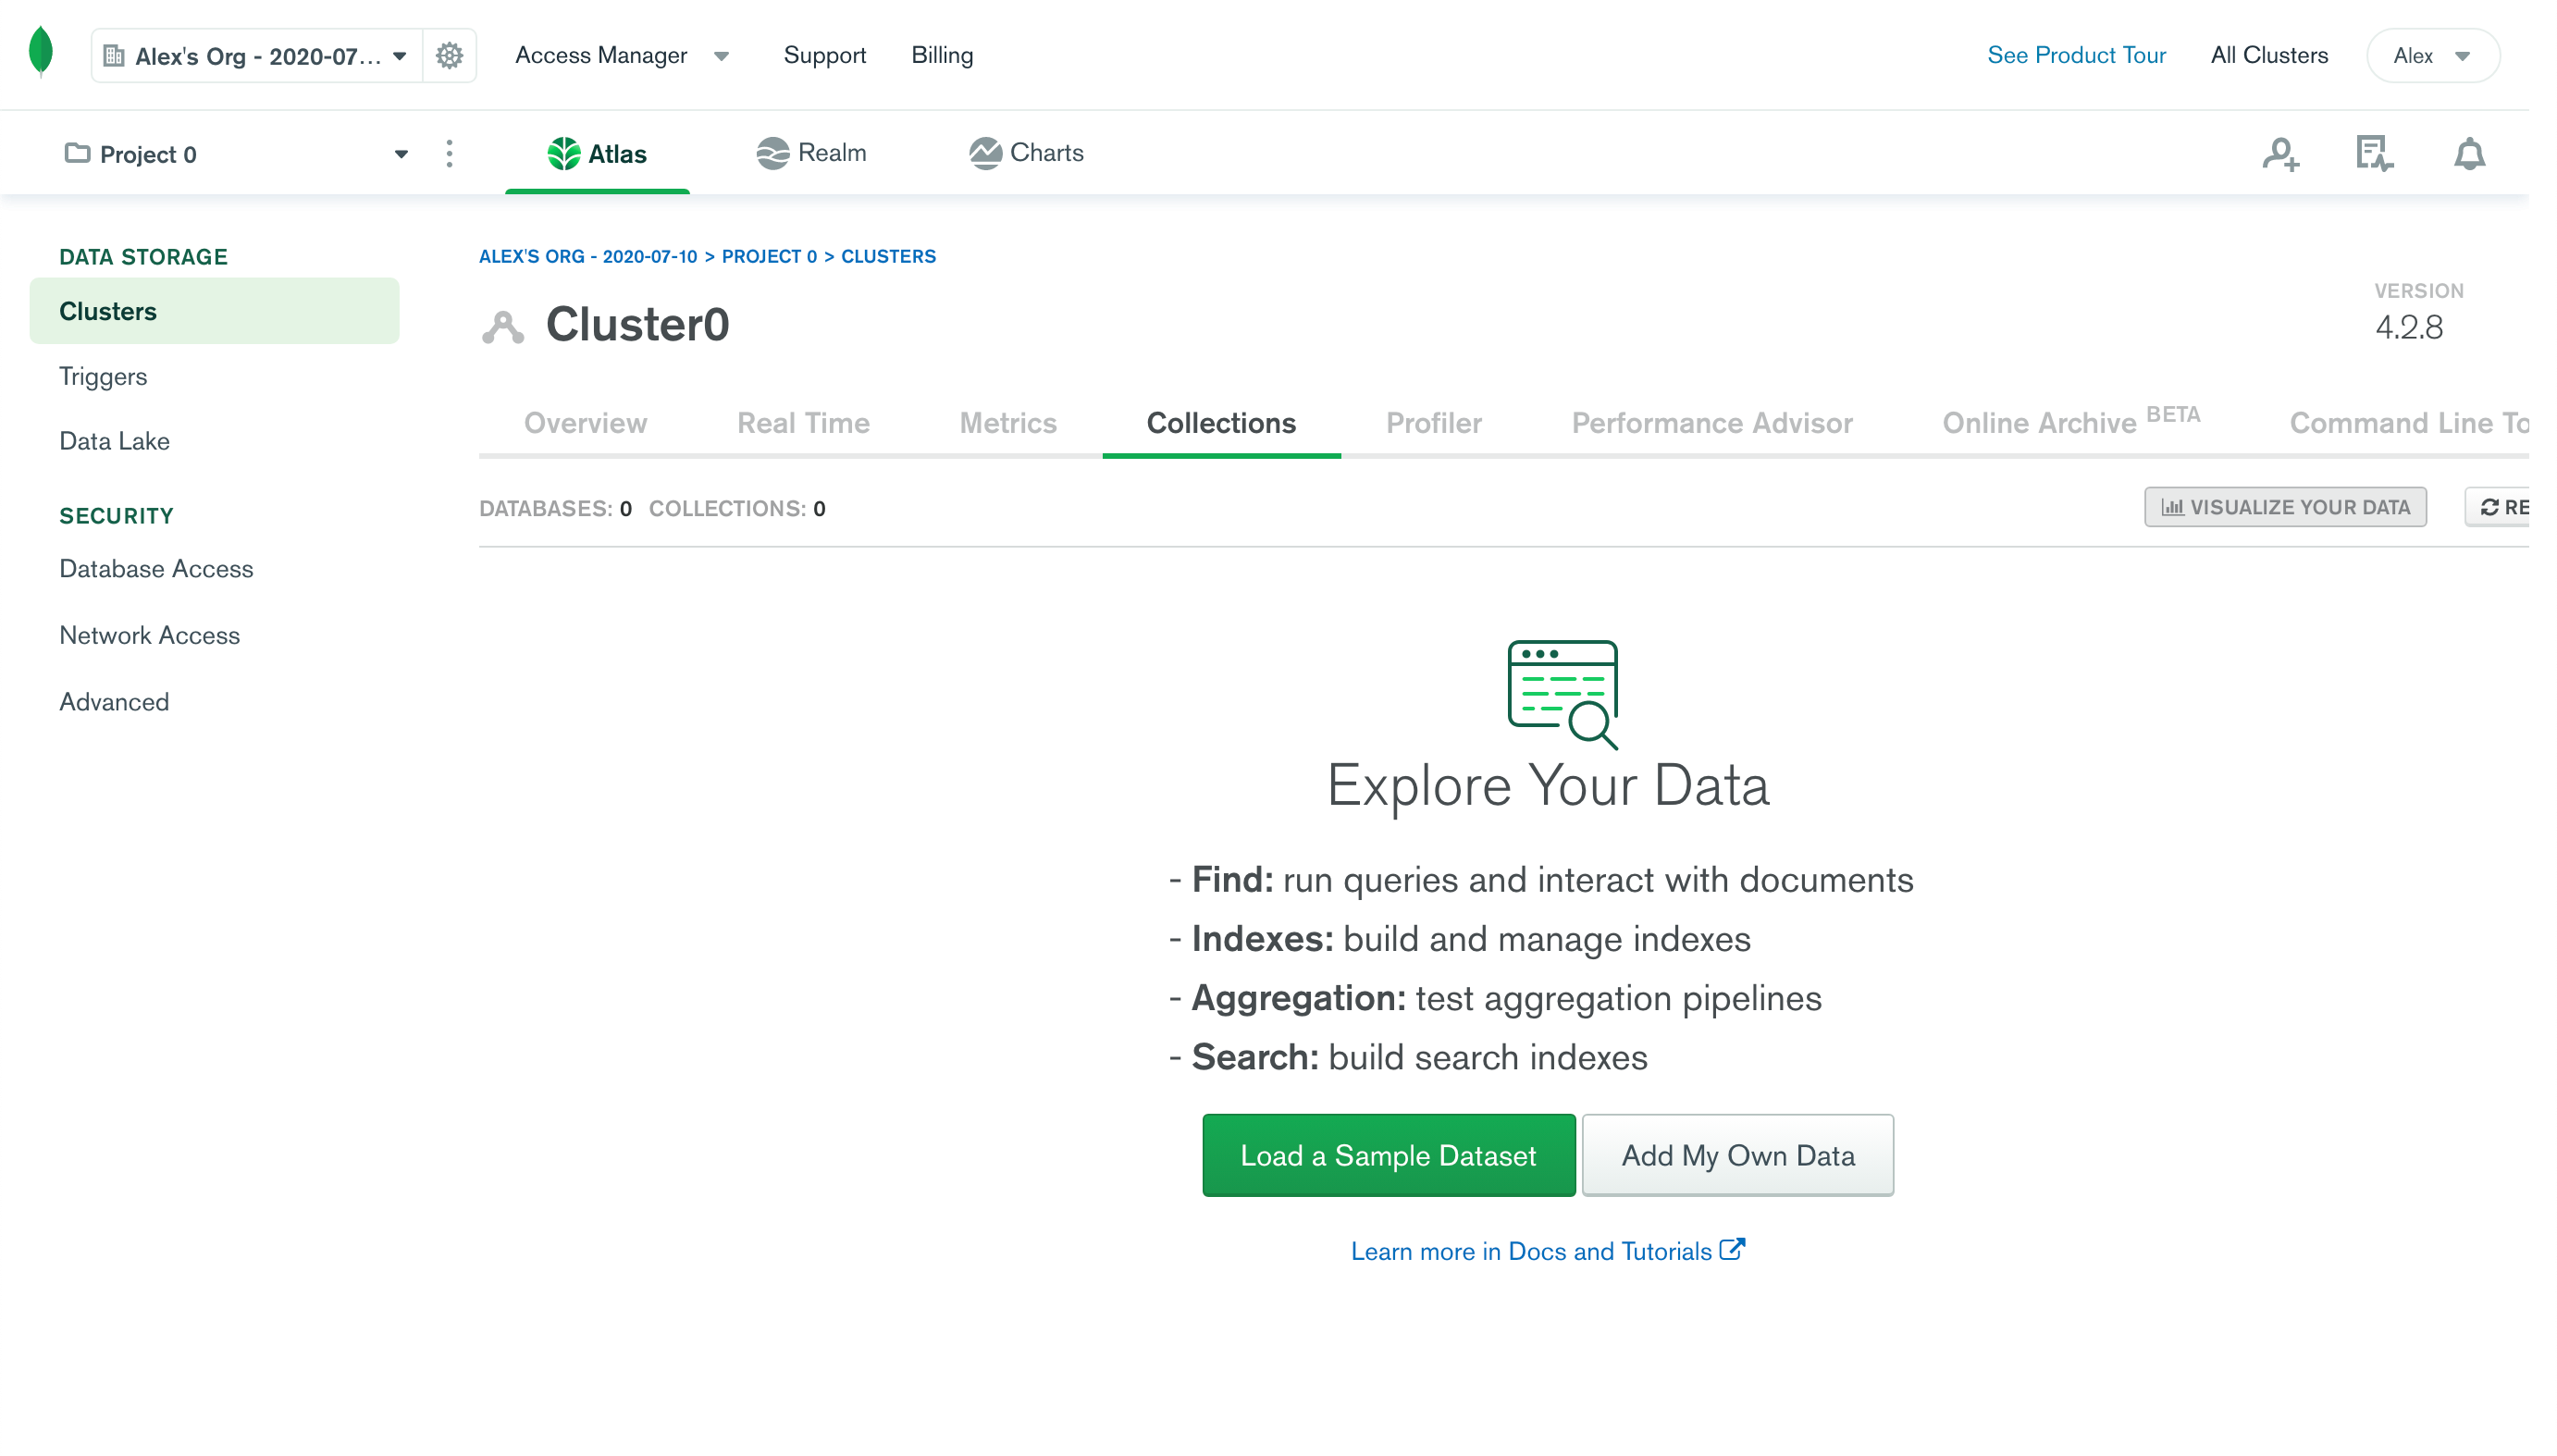 Alex's Org - 2020-07... Access Manager Support Billing See Product Tour All Clusters Alex
Project 0 Atlas Realm Charts
DATA STORAGE
Clusters
Triggers
Data Lake
SECURITY
Database Access
Network Access
Advanced
ALEX'S ORG - 2020-07-10 > PROJECT 0 > CLUSTERS
Cluster0
VERSION
4.2.8
Overview Real Time Metrics Collections Profiler Performance Advisor Online Archive BETA Command Line To
DATABASES: 0 COLLECTIONS: 0 VISUALIZE YOUR DATA RE
Explore Your Data
- Find: run queries and interact with documents
- Indexes: build and manage indexes
- Aggregation: test aggregation pipelines
- Search: build search indexes
Load a Sample Dataset Add My Own Data
Learn more in Docs and Tutorials